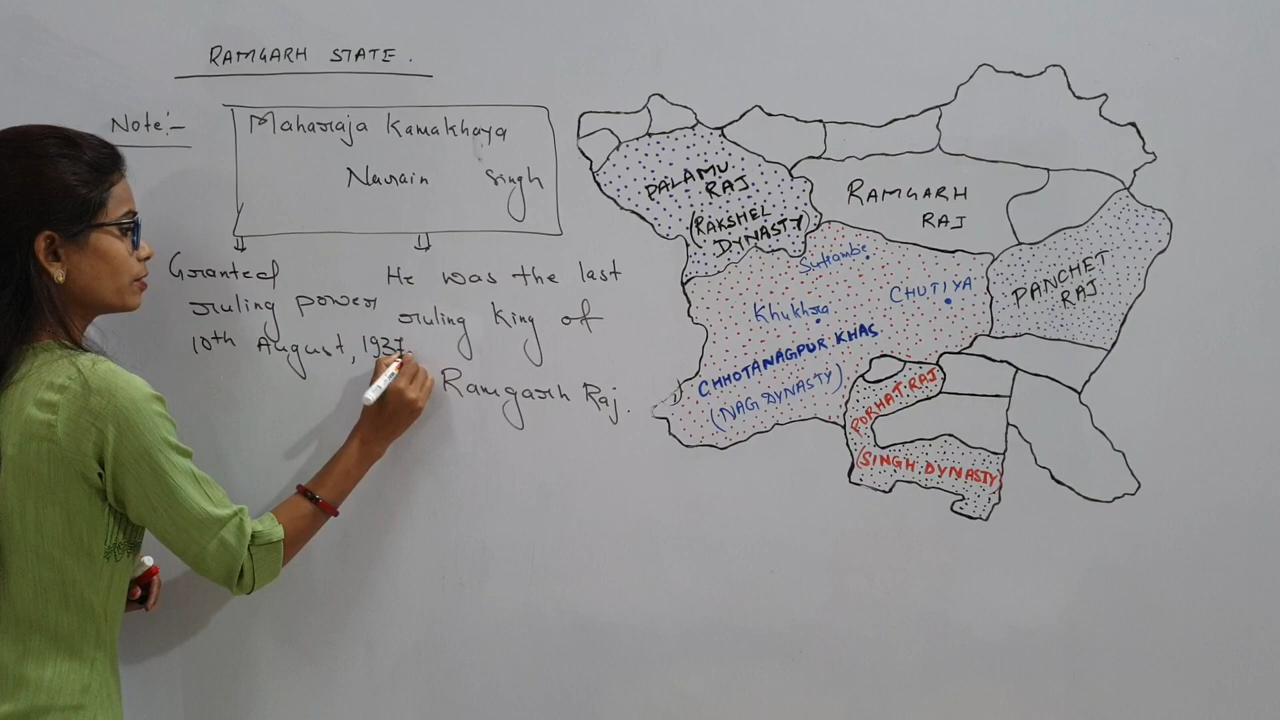 RAMGARH STATE.
Note:-
Maharaja Kamakhaya
Narain Singh
Granted
ruling power
10th August, 1937
He was the last
ruling King of
Ramgarh Raj.
PALAMU
RAJ
(RAKSHEL
DYNASTY)
RAMGARH
RAJ
Sutiambe
CHUTIYA
Khukhra
CHHOTANAGPUR KHAS
(NAG DYNASTY)
PANCHET
RAJ
PORHAT RAJ
(SINGH DYNASTY)